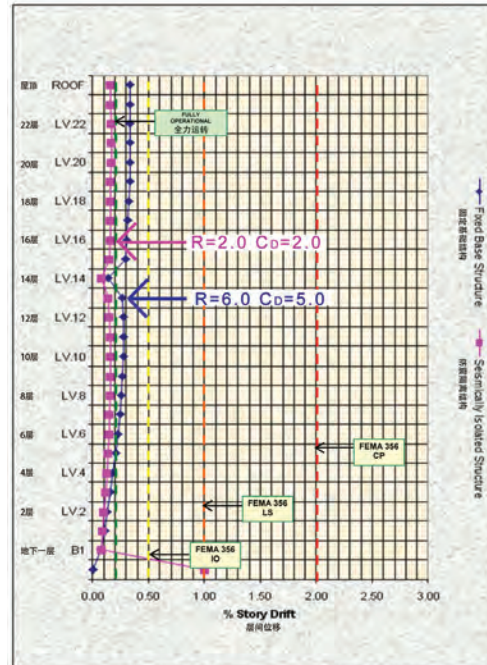 屋顶 ROOF
FULLY
OPERATIONAL
全力运转
22层 LV.22
20层 LV.20
18层 LV.18
16层 LV.16
R=2.0 CD=2.0
14层 LV.14
R=6.0 CD=5.0
12层 LV.12
10层 LV.10
8层 LV.8
6层 LV.6
FEMA 356
CP
4层 LV.4
FEMA 356
LS
2层 LV.2
地下一层 B1
FEMA 356
IO
0.00 0.50 1.00 1.50 2.00 2.50 3.00
% Story Drift
层间位移
Fixed Base Structure
固定基础结构
Seismically Isolated Structure